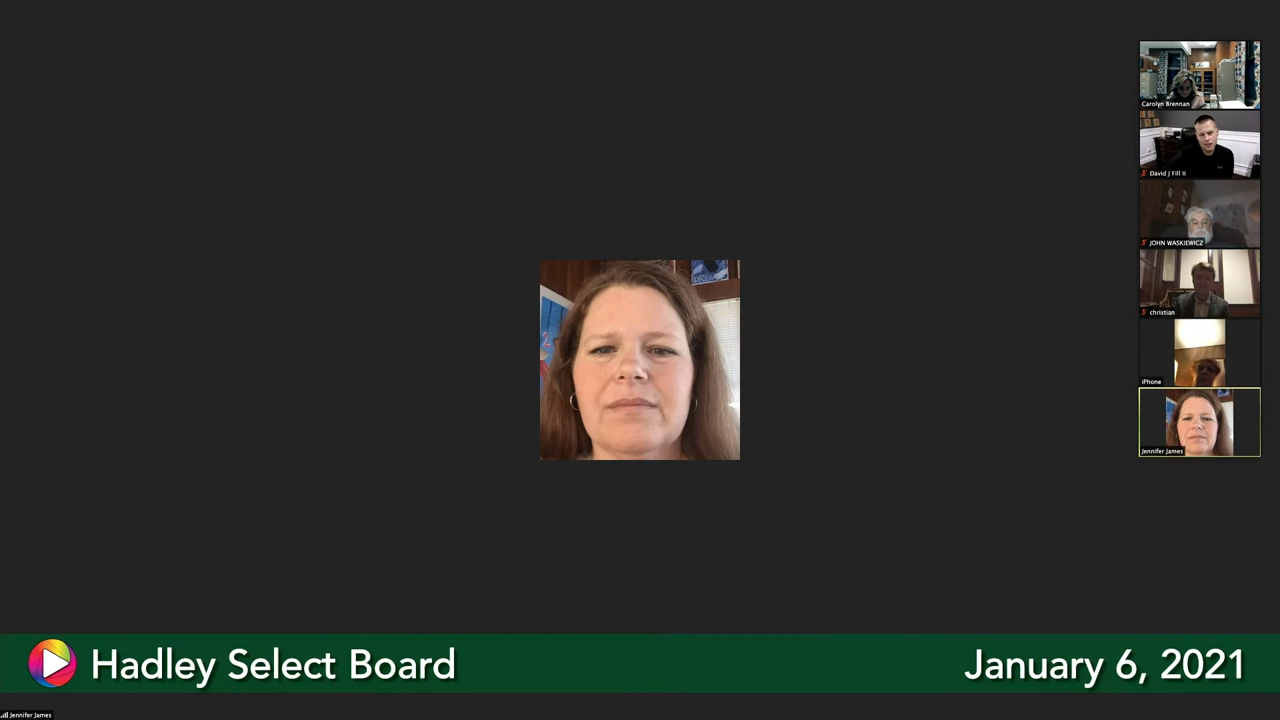 Carolyn Brennan
David J Fill II
JOHN WASKIEWICZ
christian
iPhone
Jennifer James
Hadley Select Board
January 6, 2021
Jennifer James